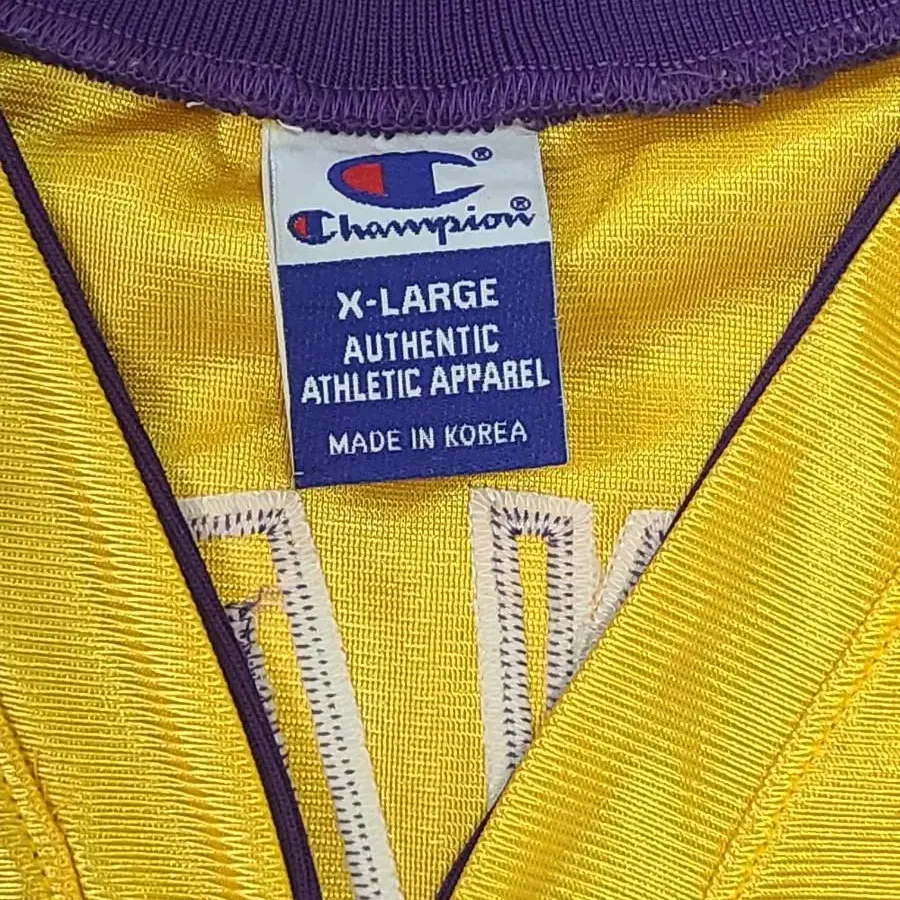 ®
Champion®
X-LARGE
AUTHENTIC
ATHLETIC APPAREL
MADE IN KOREA